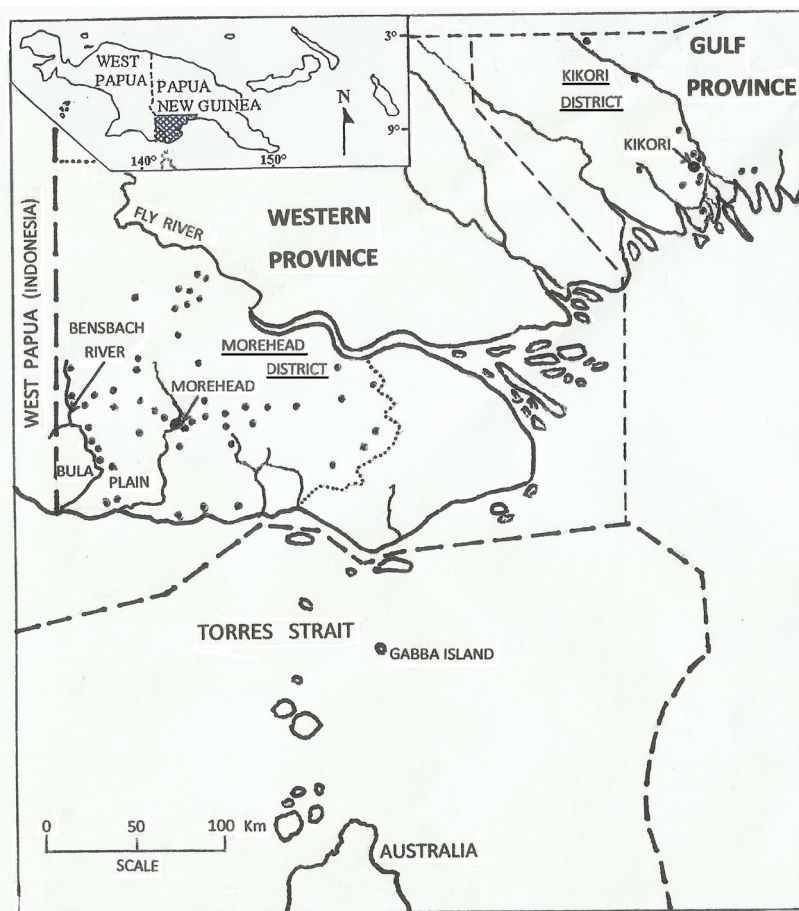 WEST
PAPUA
PAPUA
NEW GUINEA
N
3°
9°
140°
150°
GULF
PROVINCE
KIKORI
DISTRICT
KIKORI
FLY RIVER
WESTERN
PROVINCE
WEST PAPUA (INDONESIA)
BENSBACH
RIVER
MOREHEAD
DISTRICT
MOREHEAD
BULA
PLAIN
TORRES STRAIT
GABBA ISLAND
0 50 100 Km
SCALE
AUSTRALIA